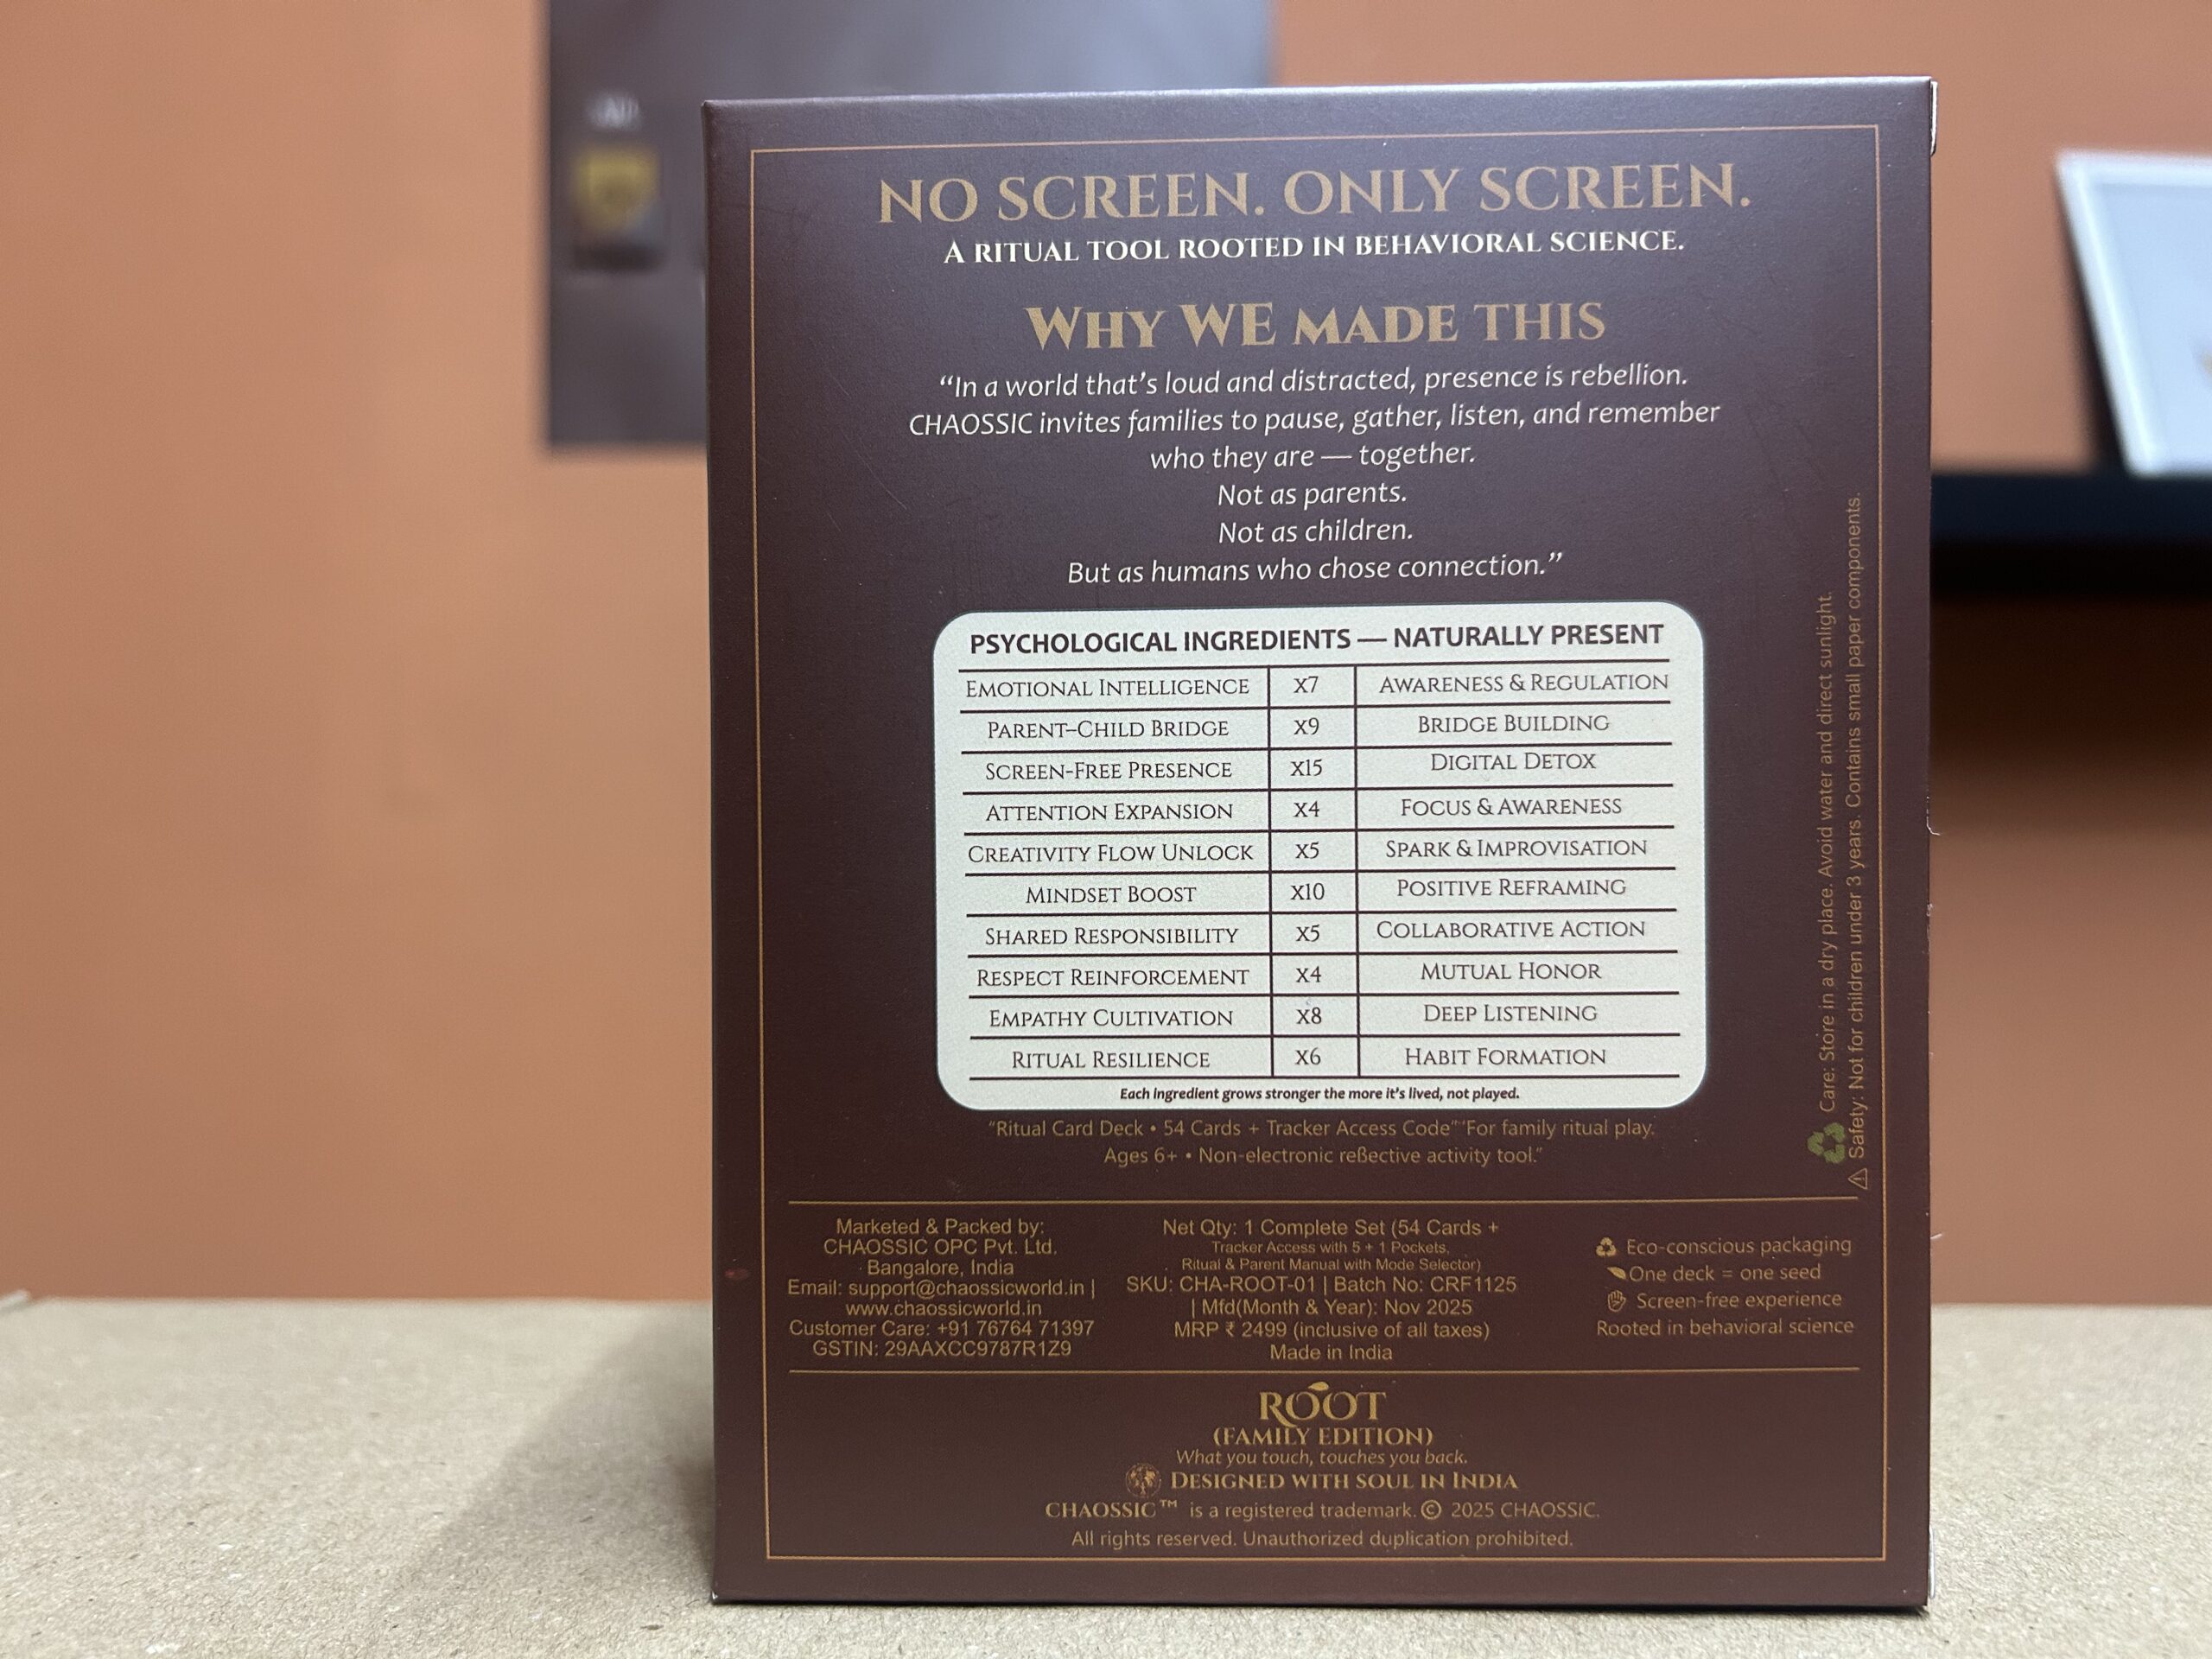 NO SCREEN. ONLY SCREEN.
A RITUAL TOOL ROOTED IN BEHAVIORAL SCIENCE.
WHY WE MADE THIS
“In a world that’s loud and distracted, presence is rebellion.
CHAOSSIC invites families to pause, gather, listen, and remember
who they are — together.
Not as parents.
Not as children.
But as humans who chose connection.”
PSYCHOLOGICAL INGREDIENTS — NATURALLY PRESENT
EMOTIONAL INTELLIGENCE X7 AWARENESS & REGULATION
PARENT–CHILD BRIDGE X9 BRIDGE BUILDING
SCREEN-FREE PRESENCE X15 DIGITAL DETOX
ATTENTION EXPANSION X4 FOCUS & AWARENESS
CREATIVITY FLOW UNLOCK X5 SPARK & IMPROVISATION
MINDSET BOOST X10 POSITIVE REFRAMING
SHARED RESPONSIBILITY X5 COLLABORATIVE ACTION
RESPECT REINFORCEMENT X4 MUTUAL HONOR
EMPATHY CULTIVATION X8 DEEP LISTENING
RITUAL RESILIENCE X6 HABIT FORMATION
Each ingredient grows stronger the more it’s lived, not played.
“Ritual Card Deck • 54 Cards + Tracker Access Code” “For family ritual play.
Ages 6+ • Non-electronic reßective activity tool.”
Care: Store in a dry place. Avoid water and direct sunlight.
⚠ Safety: Not for children under 3 years. Contains small paper components.
Marketed & Packed by:
CHAOSSIC OPC Pvt. Ltd.
Bangalore, India
Email: support@chaossicworld.in |
www.chaossicworld.in
Customer Care: +91 76764 71397
GSTIN: 29AAXCC9787R1Z9
Net Qty: 1 Complete Set (54 Cards +
Tracker Access with 5 + 1 Pockets,
Ritual & Parent Manual with Mode Selector)
SKU: CHA-ROOT-01 | Batch No: CRF1125
| Mfd(Month & Year): Nov 2025
MRP ₹ 2499 (inclusive of all taxes)
Made in India
Eco-conscious packaging
One deck = one seed
Screen-free experience
Rooted in behavioral science
ROOT
(FAMILY EDITION)
What you touch, touches you back.
DESIGNED WITH SOUL IN INDIA
CHAOSSIC™ is a registered trademark. © 2025 CHAOSSIC.
All rights reserved. Unauthorized duplication prohibited.